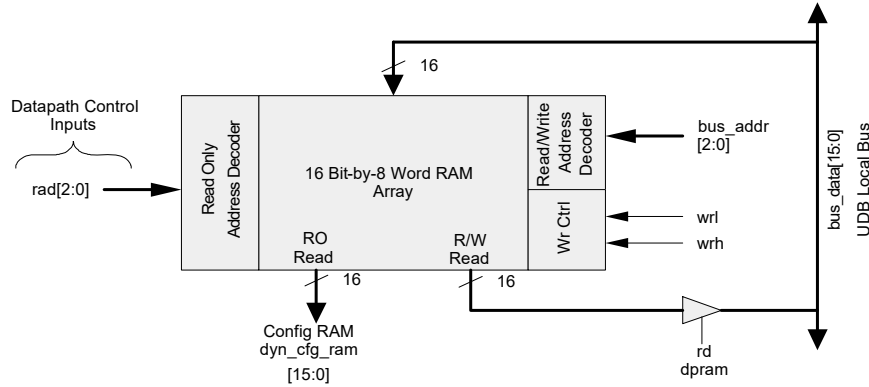 16
Datapath Control
Inputs
rad[2:0]
Read Only
Address Decoder
16 Bit-by-8 Word RAM
Array
Read/Write
Address
Decoder
bus_addr
[2:0]
Wr Ctrl
wrl
wrh
RO
Read
R/W
Read
16
16
Config RAM
dyn_cfg_ram
[15:0]
rd
dpram
bus_data[15:0]
UDB Local Bus